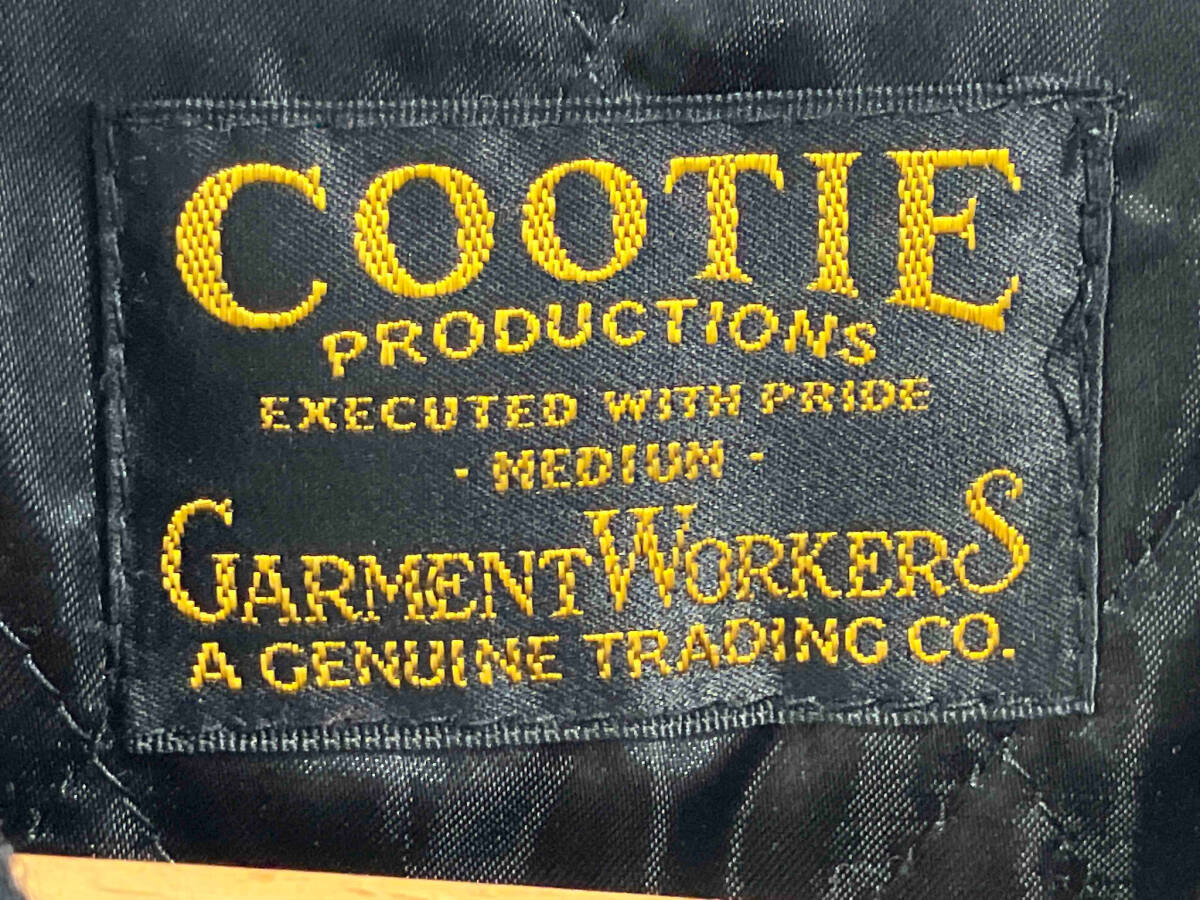 COOTIE
PRODUCTIONS
EXECUTED WITH PRIDE
- MEDIUM -
GARMENT WORKERS
A GENUINE TRADING CO.